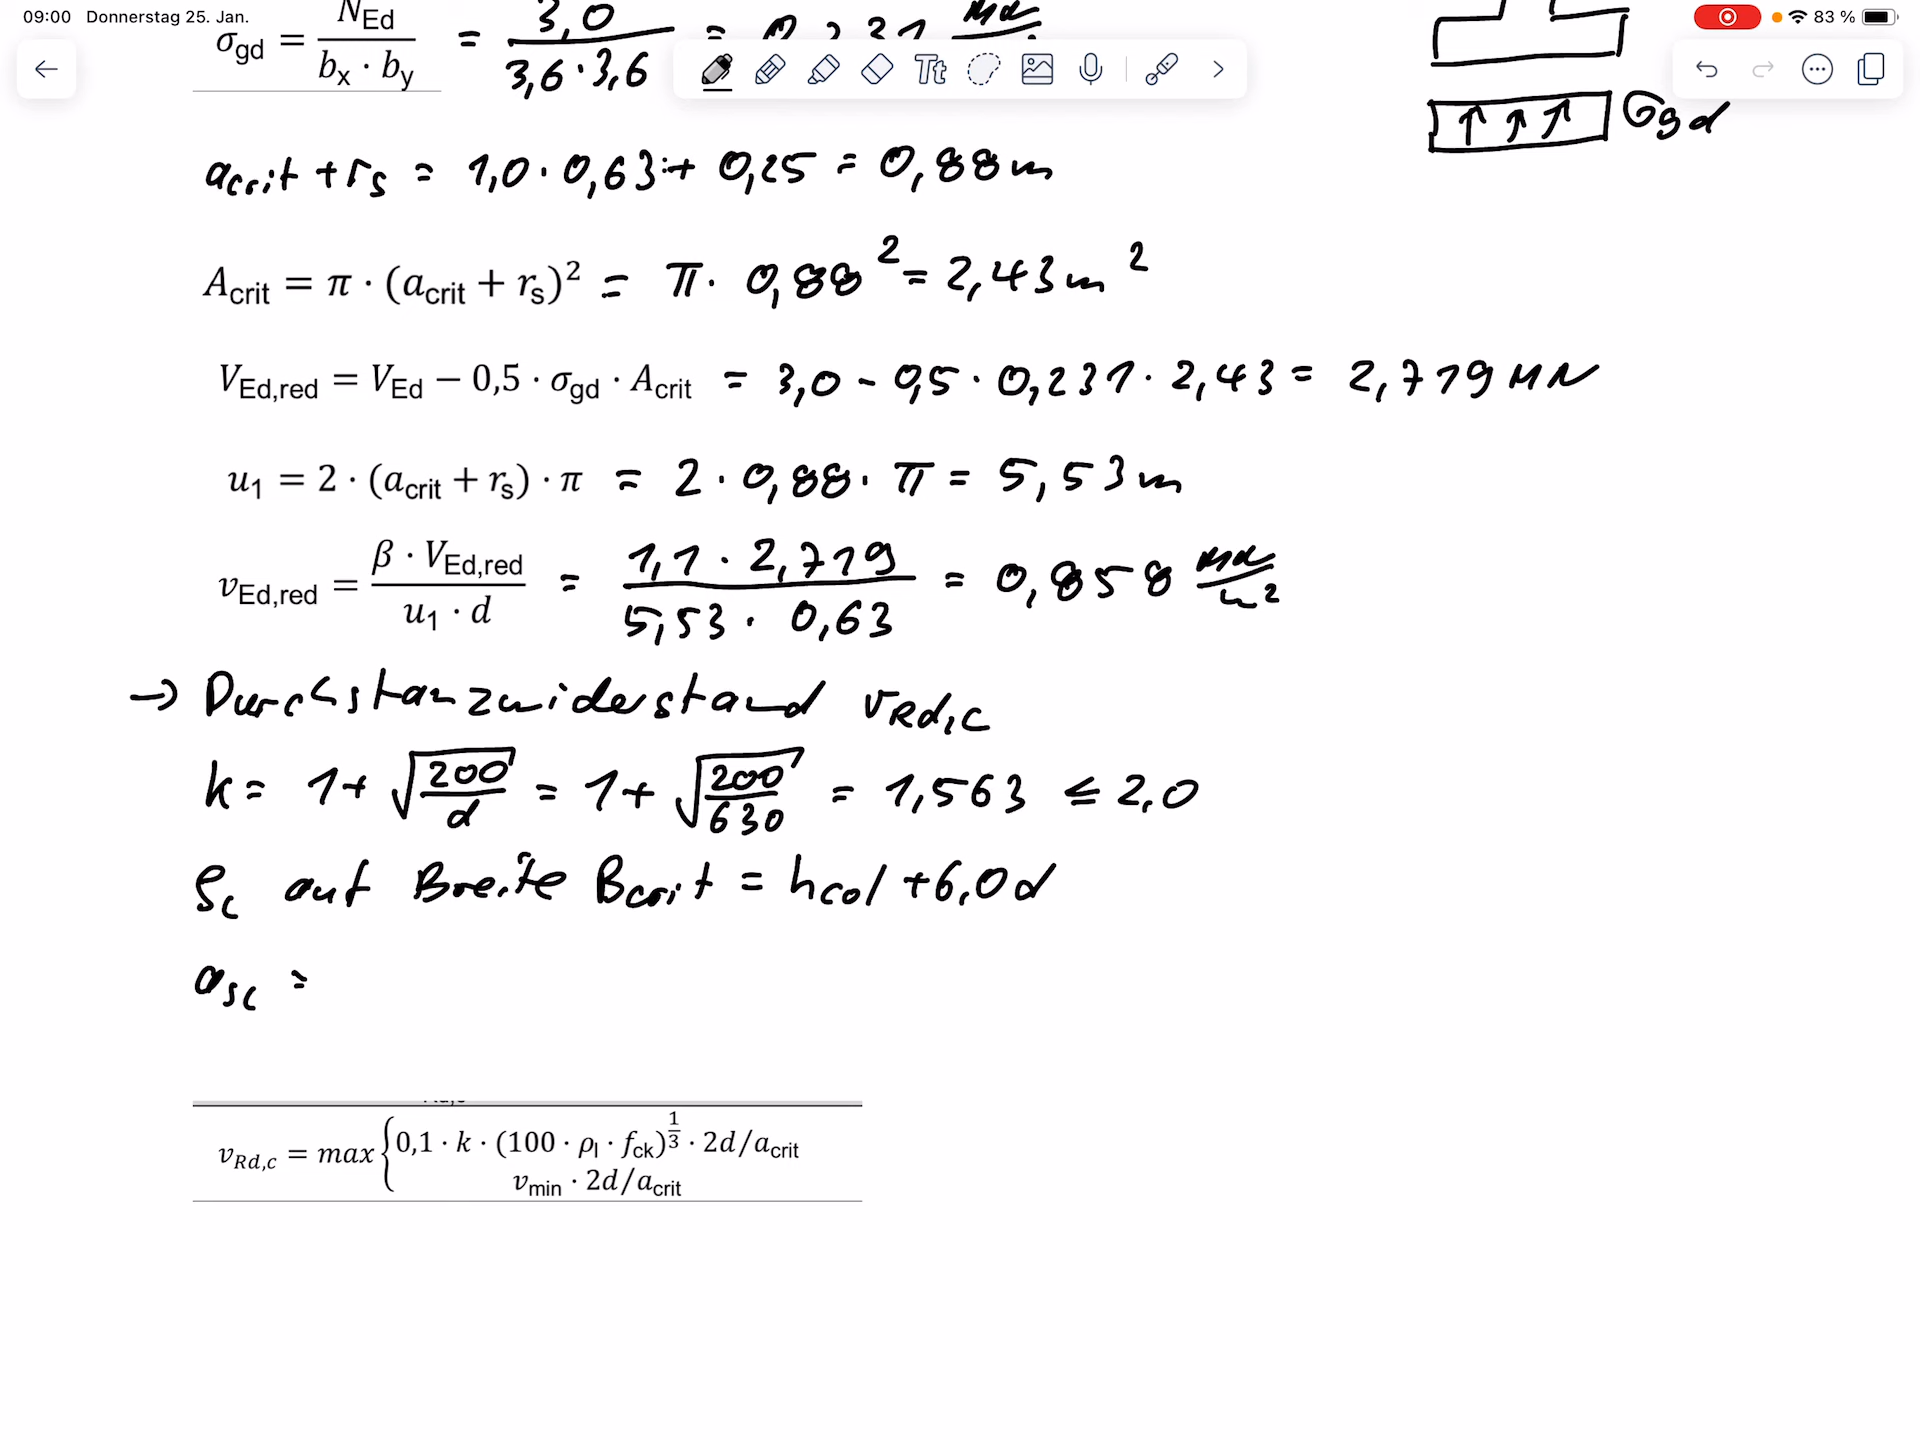 09:00 Donnerstag 25. Jan. 83 %
σgd = NEd / (bx · by) = 3,0 / (3,6 · 3,6) =
Tt
σgd
acrit + rs = 1,0 · 0,63 + 0,25 = 0,88 m
Acrit = π · (acrit + rs)² = π · 0,88² = 2,43 m²
VEd,red = VEd − 0,5 · σgd · Acrit = 3,0 - 0,5 · 0,231 · 2,43 = 2,719 MN
u1 = 2 · (acrit + rs) · π = 2 · 0,88 · π = 5,53 m
vEd,red = (β · VEd,red) / (u1 · d) = (1,1 · 2,719) / (5,53 · 0,63) = 0,858 MN/m²
→ Durchstanzwiderstand vRd,c
k = 1 + √(200/d) = 1 + √(200/630) = 1,563 ≤ 2,0
ρL auf Breite Bcrit = hcol + 6,0 d
asL =
vRd,c = max { 0,1 · k · (100 · ρl · fck)^(1/3) · 2d/acrit
vmin · 2d/acrit